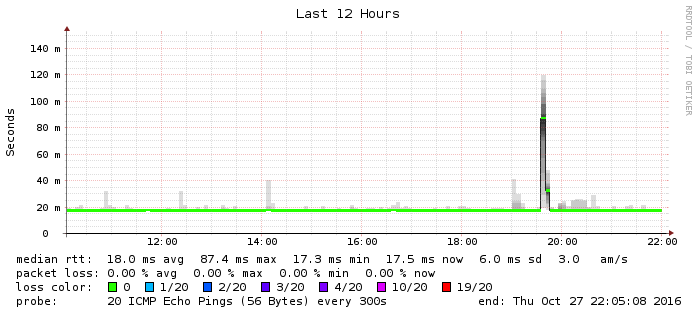 Last 12 Hours
RRDTOOL / TOBI OETIKER
Seconds
140 m
120 m
100 m
80 m
60 m
40 m
20 m
0
12:00 14:00 16:00 18:00 20:00 22:00
median rtt: 18.0 ms avg 87.4 ms max 17.3 ms min 17.5 ms now 6.0 ms sd 3.0 am/s
packet loss: 0.00 % avg 0.00 % max 0.00 % min 0.00 % now
loss color: 0 1/20 2/20 3/20 4/20 10/20 19/20
probe: 20 ICMP Echo Pings (56 Bytes) every 300s end: Thu Oct 27 22:05:08 2016